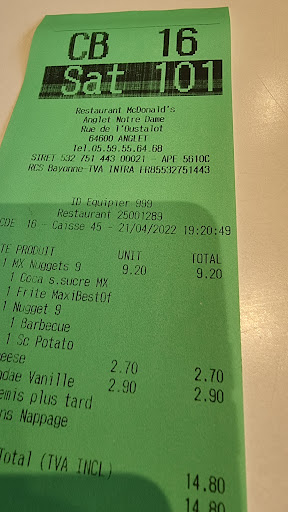 CB 16
Sat 101
Restaurant McDonald's
Anglet Notre Dame
Rue de l'Oustalot
64600 ANGLET
Tel.05.59.55.64.68
SIRET 532 751 443 00021 - APE 5610C
RCS Bayonne-TVA INTRA FR85532751443
ID Equipier 999
Restaurant 25001289
CDE 16 - Caisse 45 - 21/04/2022 19:20:49
TE PRODUIT UNIT TOTAL
1 MX Nuggets 9 9.20 9.20
1 Coca s.sucre MX
1 Frite MaxiBestOf
1 Nugget 9
1 Barbecue
1 Sc Potato
eese 2.70 2.70
ndae Vanille 2.90 2.90
emis plus tard
ns Nappage
Total (TVA INCL) 14.80
14.80